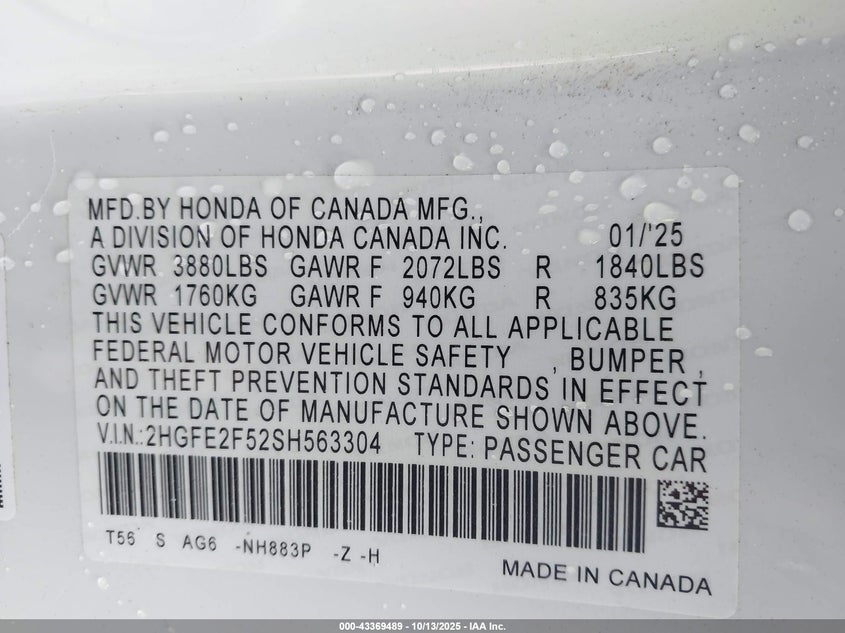 MFD.BY HONDA OF CANADA MFG.,
A DIVISION OF HONDA CANADA INC. 01/'25
GVWR 3880LBS GAWR F 2072LBS R 1840LBS
GVWR 1760KG GAWR F 940KG R 835KG
THIS VEHICLE CONFORMS TO ALL APPLICABLE
FEDERAL MOTOR VEHICLE SAFETY , BUMPER ,
AND THEFT PREVENTION STANDARDS IN EFFECT
ON THE DATE OF MANUFACTURE SHOWN ABOVE.
V.I.N.:2HGFE2F52SH563304 TYPE: PASSENGER CAR
T56 S AG6 -NH883P -Z -H
MADE IN CANADA
000-43369489 - 10/13/2025 - IAA Inc.